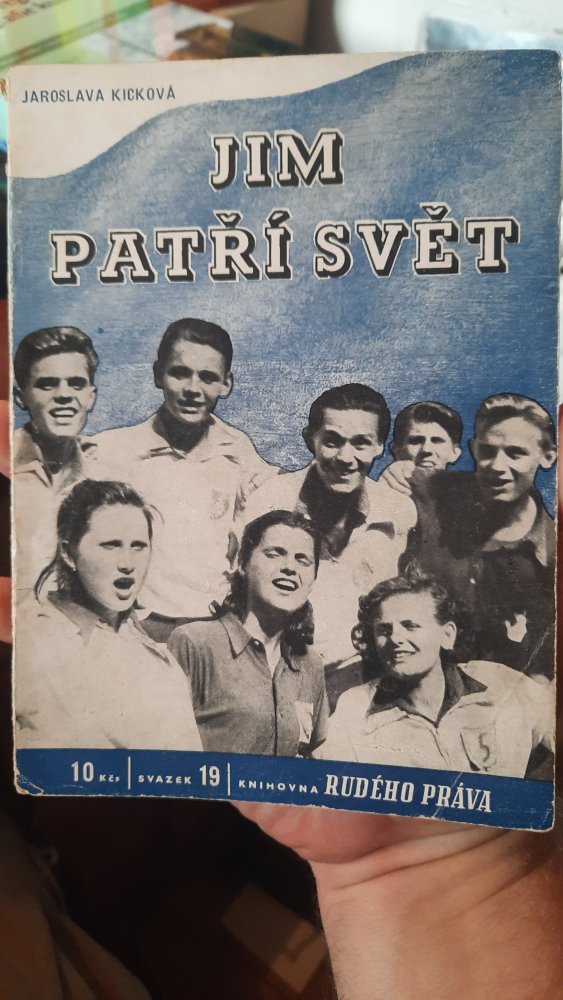 JAROSLAVA KICKOVÁ
JIM
PATŘÍ SVĚT
10 Kčs | SVAZEK 19 | KNIHOVNA RUDÉHO PRÁVA